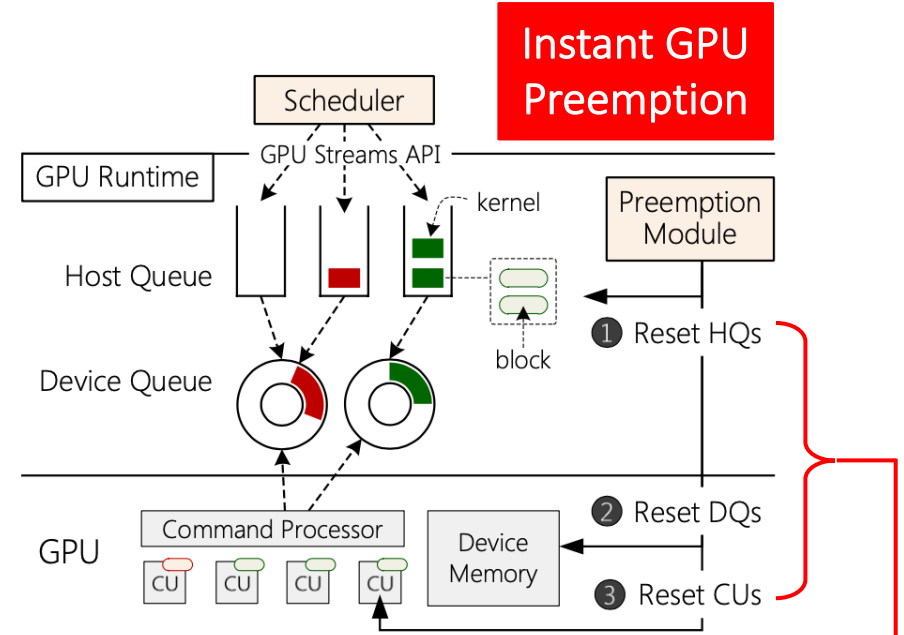 Instant GPU
Preemption
Scheduler
GPU Streams API
GPU Runtime
kernel
Preemption
Module
Host Queue
block
1 Reset HQs
Device Queue
2 Reset DQs
Command Processor
GPU
Device
Memory
CU CU CU CU
3 Reset CUs